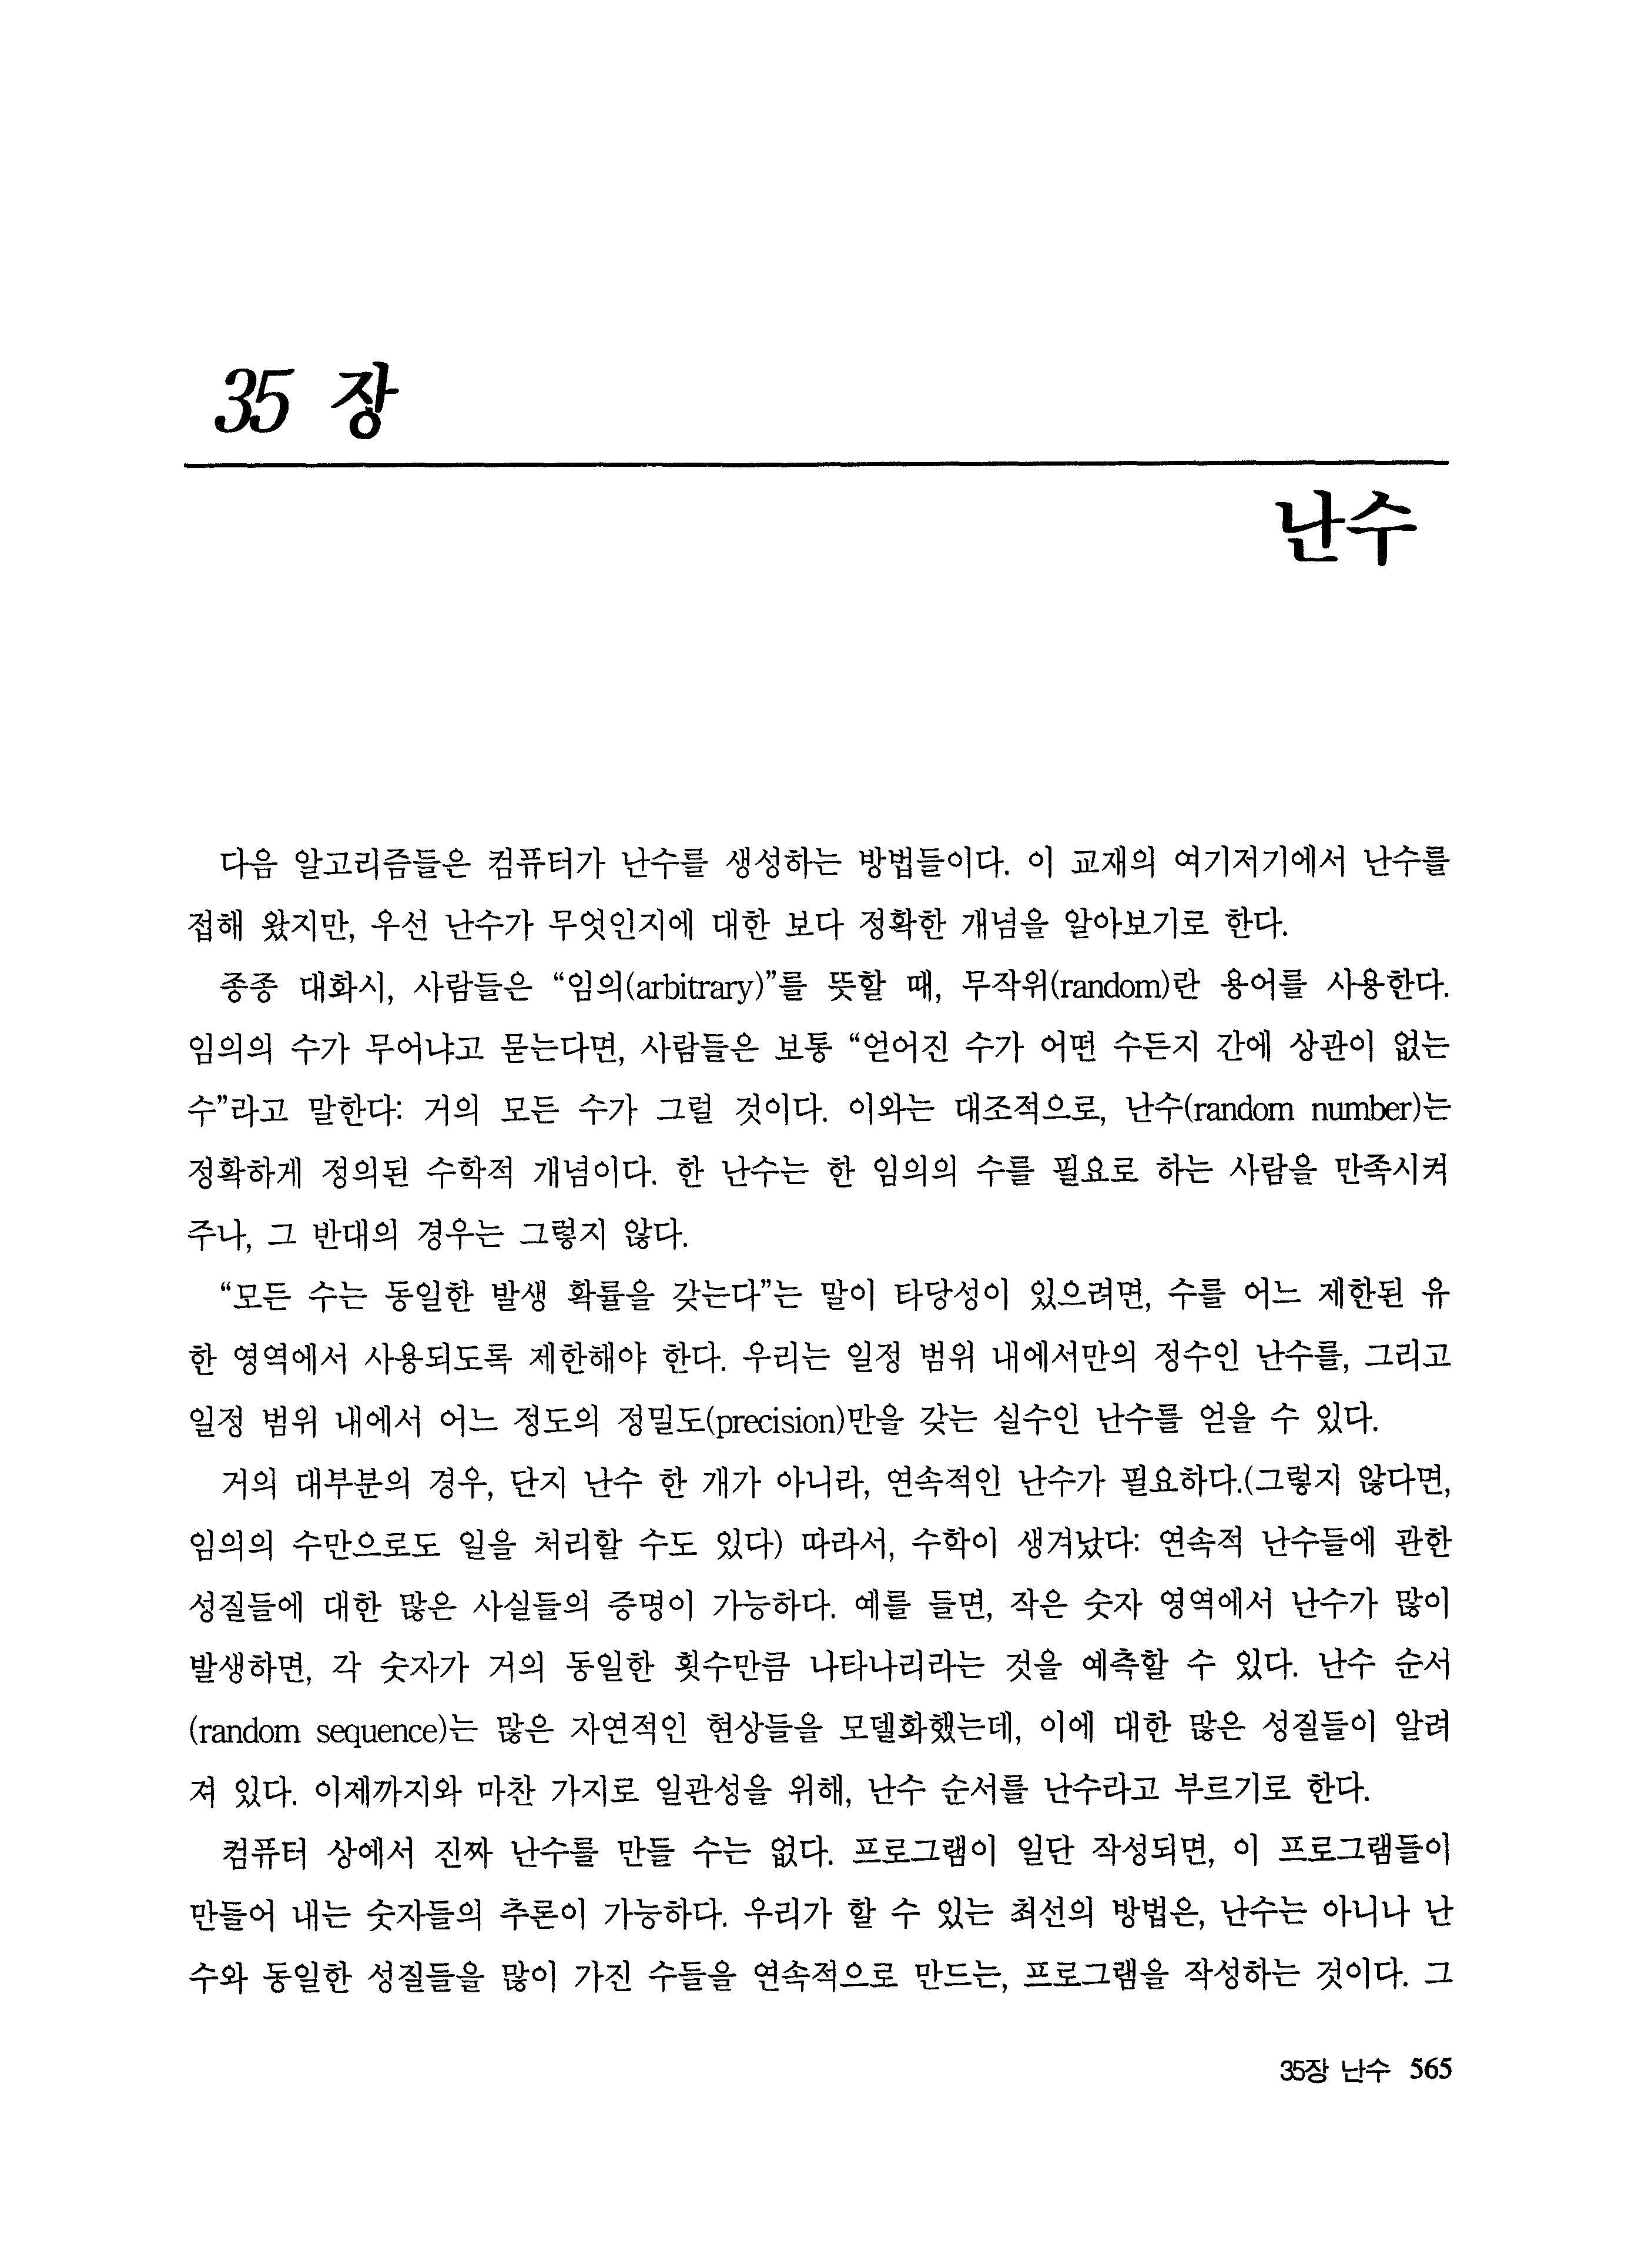 35 장
난수
다음 알고리즘들은 컴퓨터가 난수를 생성하는 방법들이다. 이 교재의 여기저기에서 난수를
접해 왔지만, 우선 난수가 무엇인지에 대한 보다 정확한 개념을 알아보기로 한다.
종종 대화시, 사람들은 “임의(arbitrary)”를 뜻할 때, 무작위(random)란 용어를 사용한다.
임의의 수가 무어냐고 묻는다면, 사람들은 보통 “얻어진 수가 어떤 수든지 간에 상관이 없는
수”라고 말한다: 거의 모든 수가 그럴 것이다. 이와는 대조적으로, 난수(random number)는
정확하게 정의된 수학적 개념이다. 한 난수는 한 임의의 수를 필요로 하는 사람을 만족시켜
주나, 그 반대의 경우는 그렇지 않다.
“모든 수는 동일한 발생 확률을 갖는다”는 말이 타당성이 있으려면, 수를 어느 제한된 유
한 영역에서 사용되도록 제한해야 한다. 우리는 일정 범위 내에서만의 정수인 난수를, 그리고
일정 범위 내에서 어느 정도의 정밀도(precision)만을 갖는 실수인 난수를 얻을 수 있다.
거의 대부분의 경우, 단지 난수 한 개가 아니라, 연속적인 난수가 필요하다.(그렇지 않다면,
임의의 수만으로도 일을 처리할 수도 있다) 따라서, 수학이 생겨났다: 연속적 난수들에 관한
성질들에 대한 많은 사실들의 증명이 가능하다. 예를 들면, 작은 숫자 영역에서 난수가 많이
발생하면, 각 숫자가 거의 동일한 횟수만큼 나타나리라는 것을 예측할 수 있다. 난수 순서
(random sequence)는 많은 자연적인 현상들을 모델화했는데, 이에 대한 많은 성질들이 알려
져 있다. 이제까지와 마찬 가지로 일관성을 위해, 난수 순서를 난수라고 부르기로 한다.
컴퓨터 상에서 진짜 난수를 만들 수는 없다. 프로그램이 일단 작성되면, 이 프로그램들이
만들어 내는 숫자들의 추론이 가능하다. 우리가 할 수 있는 최선의 방법은, 난수는 아니나 난
수와 동일한 성질들을 많이 가진 수들을 연속적으로 만드는, 프로그램을 작성하는 것이다. 그
35장 난수 565